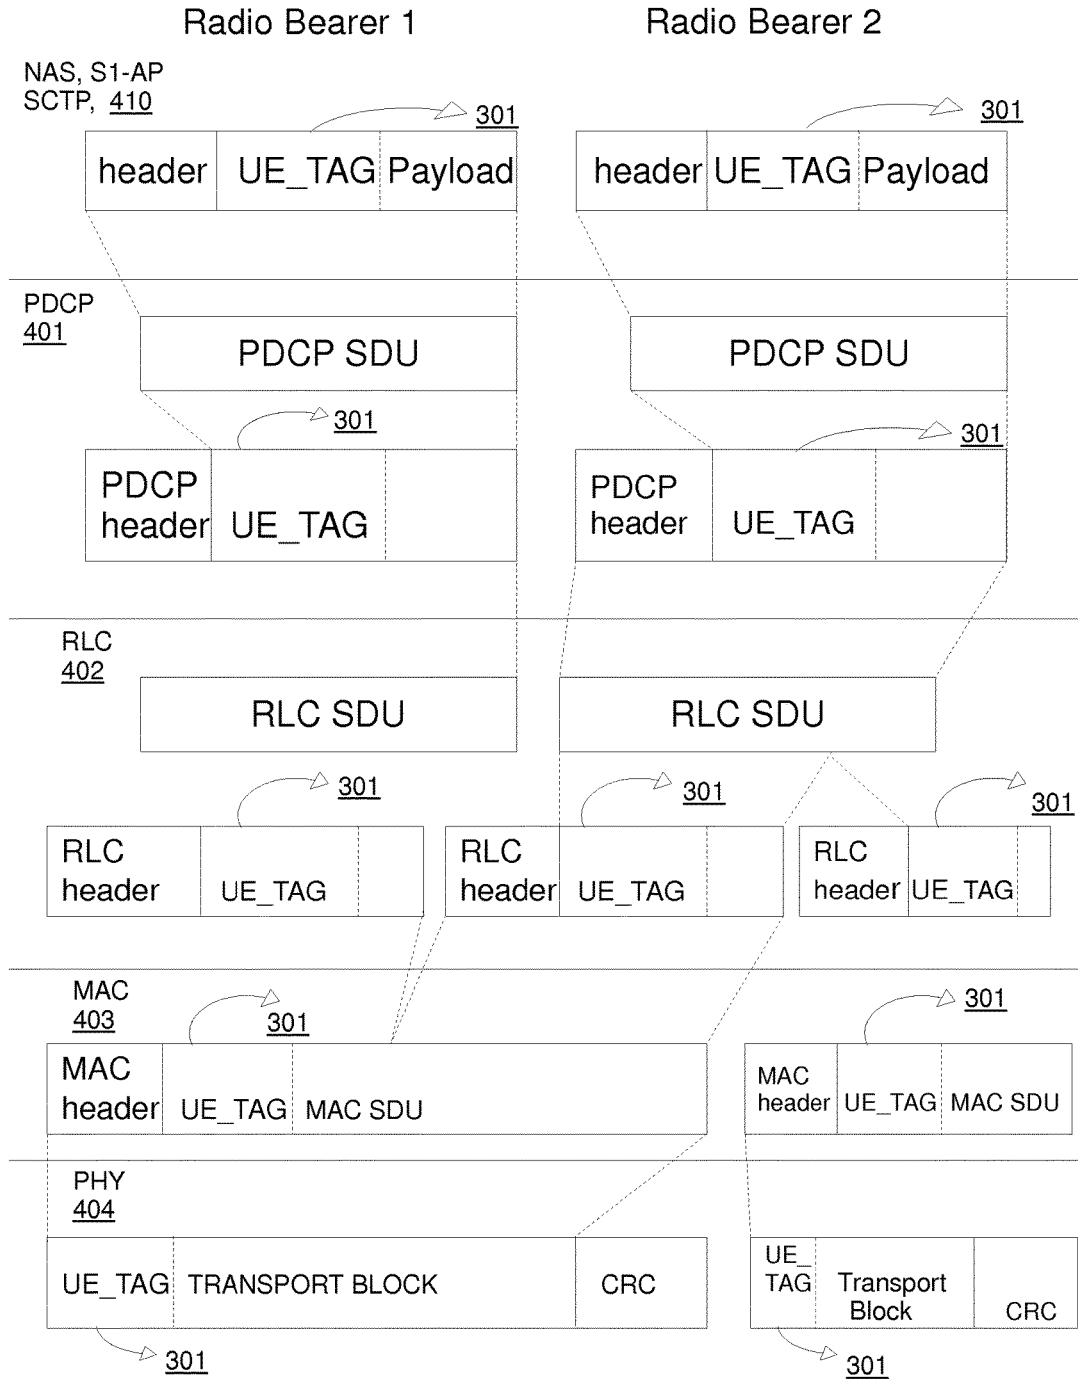 Radio Bearer 1
Radio Bearer 2
NAS, S1-AP
SCTP, 410
301
301
header
UE_TAG
Payload
header
UE_TAG
Payload
PDCP
401
PDCP SDU
PDCP SDU
301
301
PDCP
header
UE_TAG
PDCP
header
UE_TAG
RLC
402
RLC SDU
RLC SDU
301
301
301
RLC
header
UE_TAG
RLC
header
UE_TAG
RLC
header
UE_TAG
MAC
403
301
301
MAC
header
UE_TAG
MAC SDU
MAC
header
UE_TAG
MAC SDU
PHY
404
UE_TAG
TRANSPORT BLOCK
CRC
UE_
TAG
Transport
Block
CRC
301
301